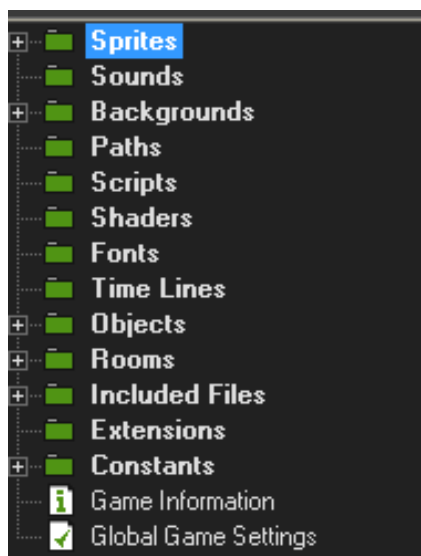 Sprites
Sounds
Backgrounds
Paths
Scripts
Shaders
Fonts
Time Lines
Objects
Rooms
Included Files
Extensions
Constants
Game Information
Global Game Settings